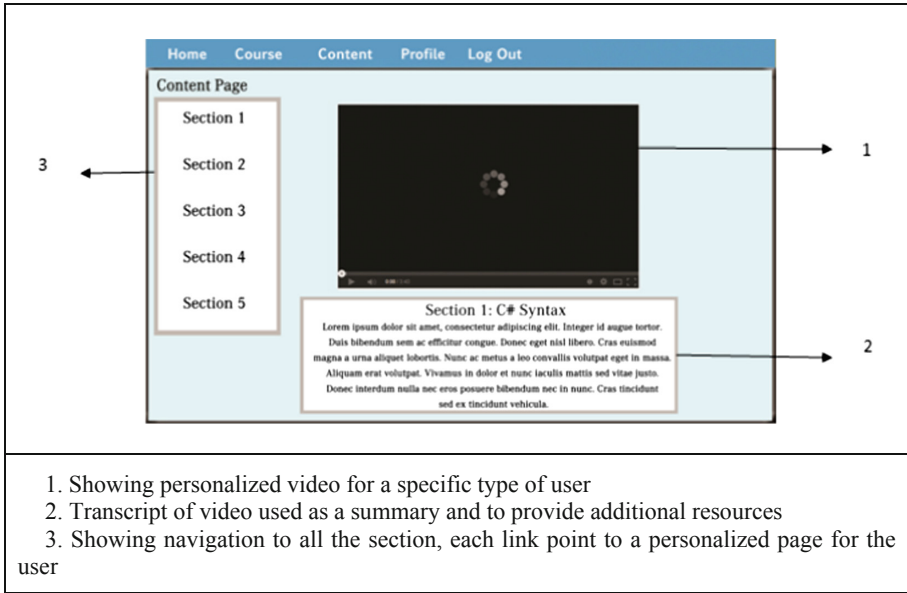 Home Course Content Profile Log Out
Content Page
Section 1
Section 2
Section 3
Section 4
Section 5
3
1
Section 1: C# Syntax
Lorem ipsum dolor sit amet, consectetur adipiscing elit. Integer id augue tortor.
Duis bibendum sem ac efficitur congue. Donec eget nisl libero. Cras euismod
magna a urna aliquet lobortis. Nunc ac metus a leo convallis volutpat eget in massa.
Aliquam erat volutpat. Vivamus in dolor et nunc iaculis mattis sed vitae justo.
Donec interdum nulla nec eros posuere bibendum nec in nunc. Cras tincidunt
sed ex tincidunt vehicula.
2
1. Showing personalized video for a specific type of user
2. Transcript of video used as a summary and to provide additional resources
3. Showing navigation to all the section, each link point to a personalized page for the
user